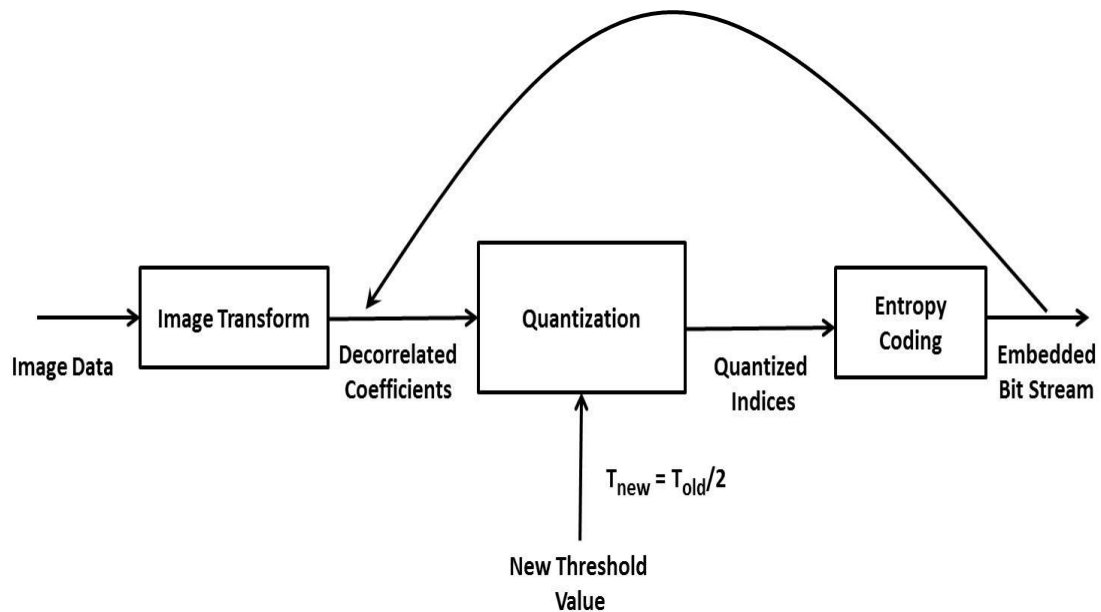 Image Data
Image Transform
Decorrelated
Coefficients
Quantization
Quantized
Indices
Entropy
Coding
Embedded
Bit Stream
Tnew = Told/2
New Threshold
Value